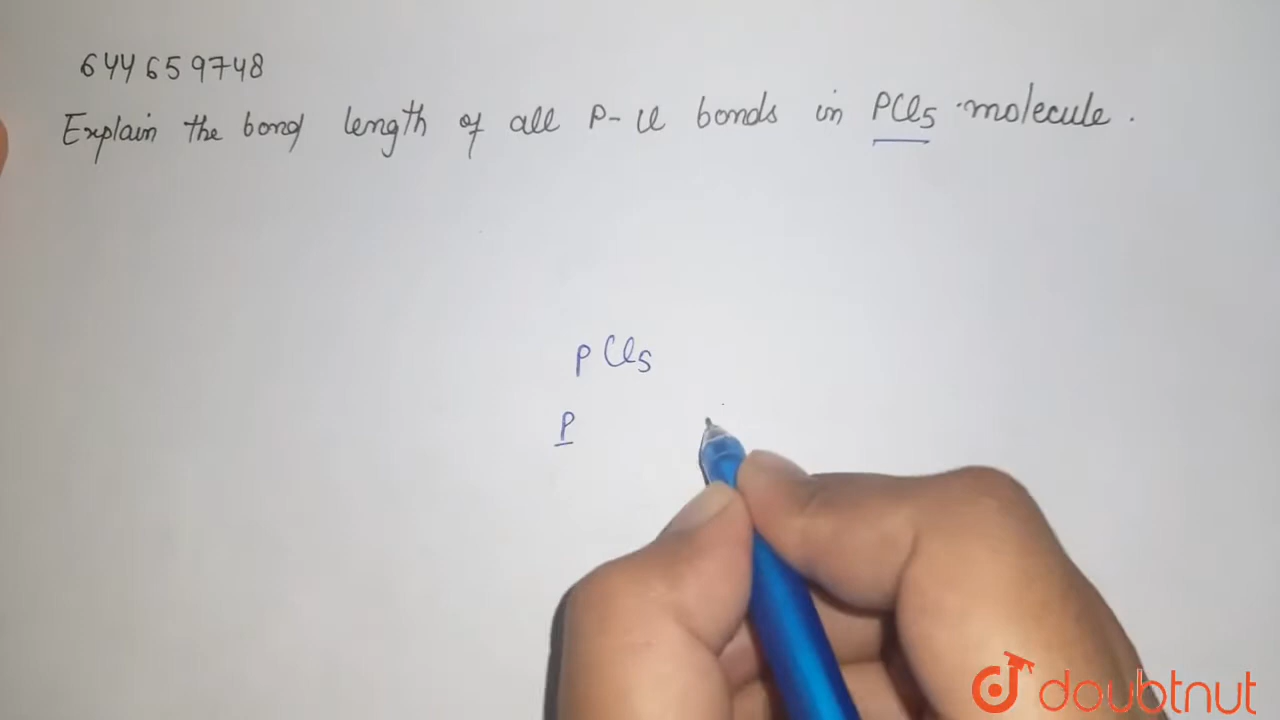 644659748
Explain the bond length of all P-Cl bonds in PCl5 molecule.
PCl5
P
doubtnut